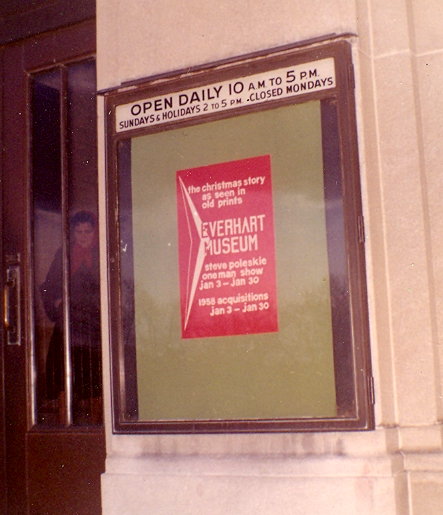 OPEN DAILY 10 A.M TO 5 P.M.
SUNDAYS & HOLIDAYS 2 TO 5 P.M. -CLOSED MONDAYS
the christmas story
as seen in
old prints
EVERHART
MUSEUM
steve poleskie
one man show
Jan 3 – Jan 30
1958 acquisitions
Jan 3 – Jan 30